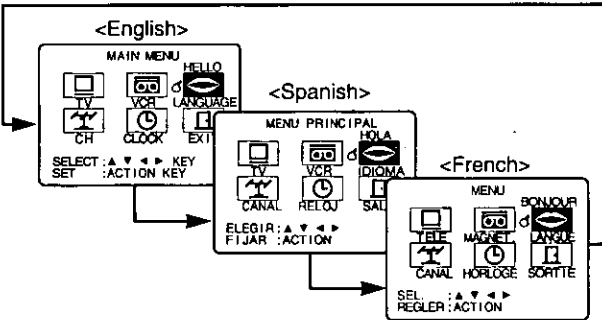 <English>
MAIN MENU
HELLO
TV VCR LANGUAGE
CH CLOCK EXIT
SELECT :▲ ▼ ◄ ► KEY
SET :ACTION KEY
<Spanish>
MENU PRINCIPAL
HOLA
TV VCR IDIOMA
CANAL RELOJ SAL
ELEGIR:▲ ▼ ◄ ►
FIJAR :ACTION
<French>
MENU
BONJOUR
TELE MAGNET. LANGUE
CANAL HORLOGE SORTIE
SEL. :▲ ▼ ◄ ►
REGLER:ACTION